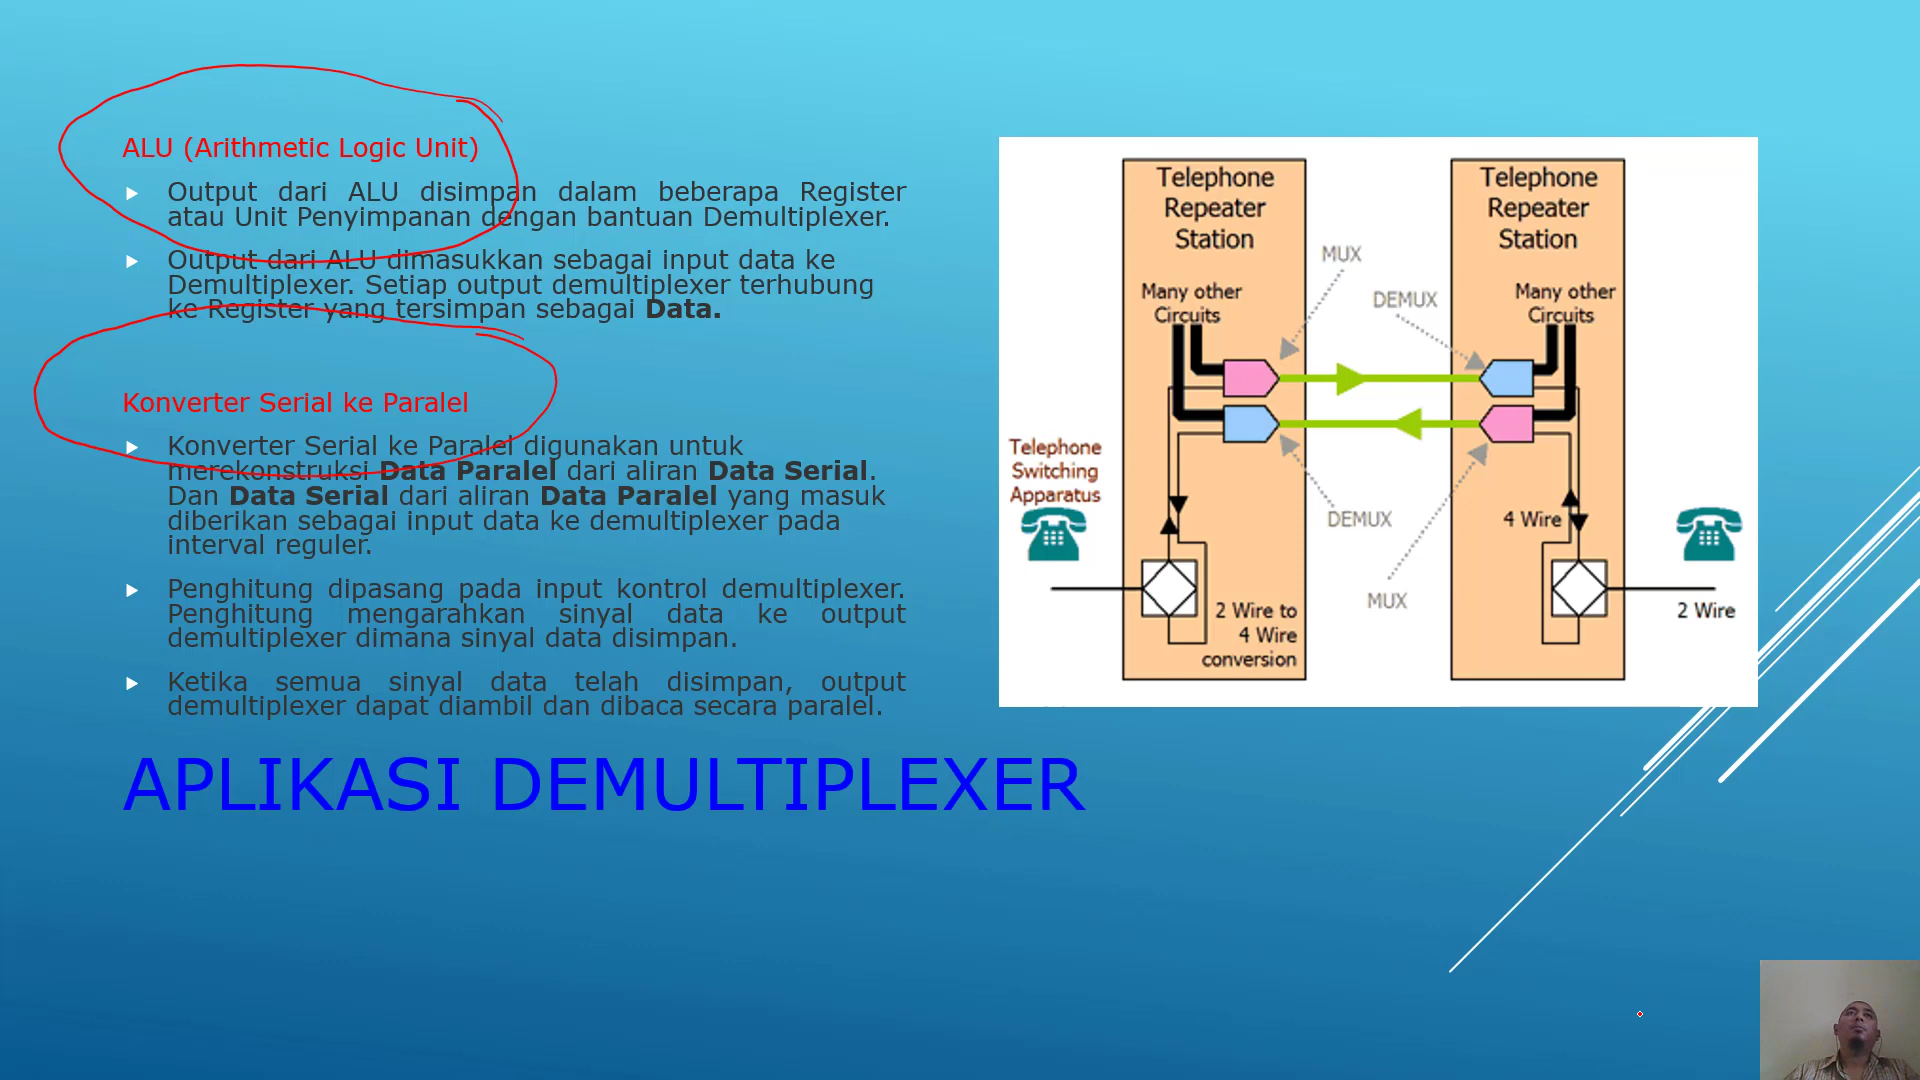 ALU (Arithmetic Logic Unit)
Output dari ALU disimpan dalam beberapa Register
atau Unit Penyimpanan dengan bantuan Demultiplexer.
Output dari ALU dimasukkan sebagai input data ke
Demultiplexer. Setiap output demultiplexer terhubung
ke Register yang tersimpan sebagai Data.
Konverter Serial ke Paralel
Konverter Serial ke Paralel digunakan untuk
merekonstruksi Data Paralel dari aliran Data Serial.
Dan Data Serial dari aliran Data Paralel yang masuk
diberikan sebagai input data ke demultiplexer pada
interval reguler.
Penghitung dipasang pada input kontrol demultiplexer.
Penghitung mengarahkan sinyal data ke output
demultiplexer dimana sinyal data disimpan.
Ketika semua sinyal data telah disimpan, output
demultiplexer dapat diambil dan dibaca secara paralel.
APLIKASI DEMULTIPLEXER
Telephone
Repeater
Station
Many other
Circuits
MUX
DEMUX
Telephone
Repeater
Station
Many other
Circuits
Telephone
Switching
Apparatus
DEMUX
MUX
4 Wire
2 Wire to
4 Wire
conversion
2 Wire